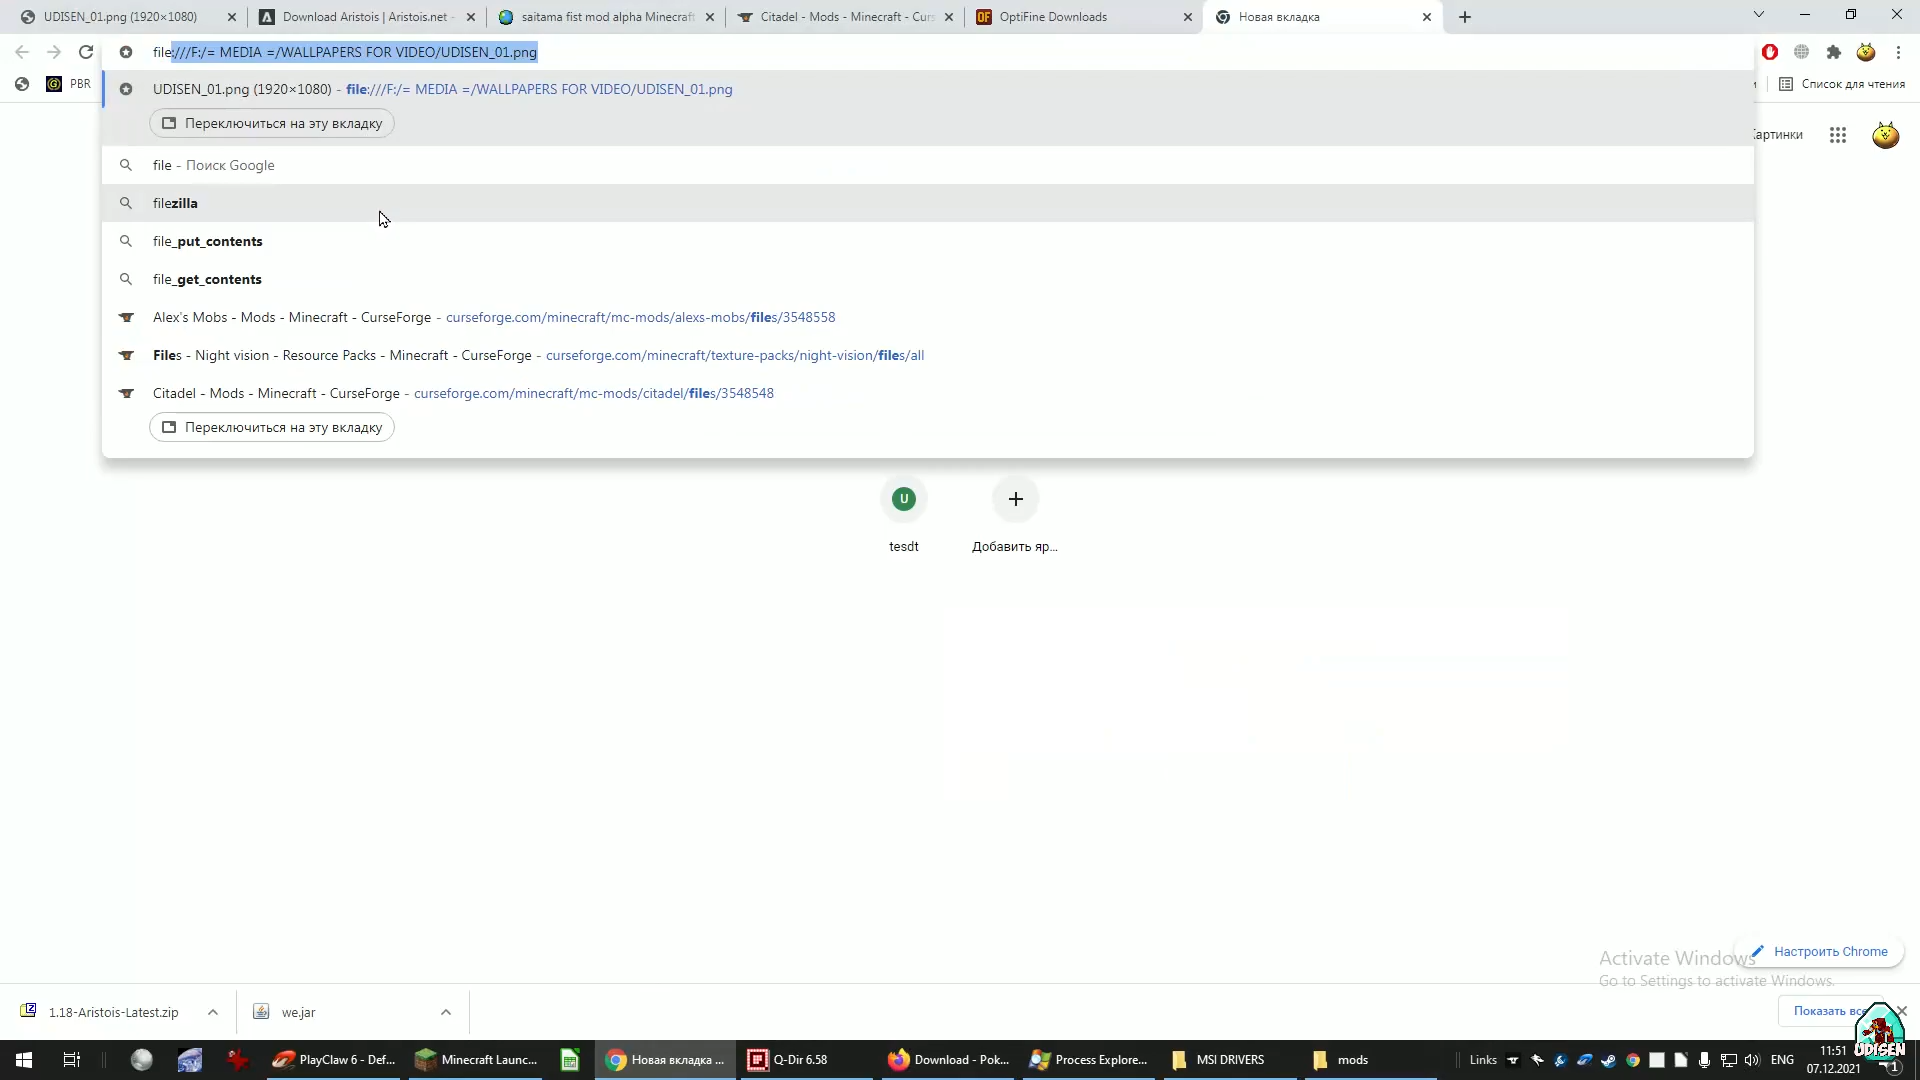 UDISEN_01.png (1920×1080)
Download Aristois | Aristois.net -
saitama fist mod alpha Minecraft
Citadel - Mods - Minecraft - Curs
OptiFine Downloads
Новая вкладка
file:///F:/= MEDIA =/WALLPAPERS FOR VIDEO/UDISEN_01.png
PBR
UDISEN_01.png (1920×1080) - file:///F:/= MEDIA =/WALLPAPERS FOR VIDEO/UDISEN_01.png
Список для чтения
Переключиться на эту вкладку
Картинки
file - Поиск Google
filezilla
file_put_contents
file_get_contents
Alex's Mobs - Mods - Minecraft - CurseForge - curseforge.com/minecraft/mc-mods/alexs-mobs/files/3548558
Files - Night vision - Resource Packs - Minecraft - CurseForge - curseforge.com/minecraft/texture-packs/night-vision/files/all
Citadel - Mods - Minecraft - CurseForge - curseforge.com/minecraft/mc-mods/citadel/files/3548548
Переключиться на эту вкладку
U
tesdt
Добавить яр...
Настроить Chrome
Activate Windows
Go to Settings to activate Windows.
1.18-Aristois-Latest.zip
we.jar
Показать все
UDISEN
PlayClaw 6 - Def...
Minecraft Launc...
Новая вкладка ...
Q-Dir 6.58
Download - Pok...
Process Explore...
MSI DRIVERS
mods
Links
ENG
11:51
07.12.2021
1